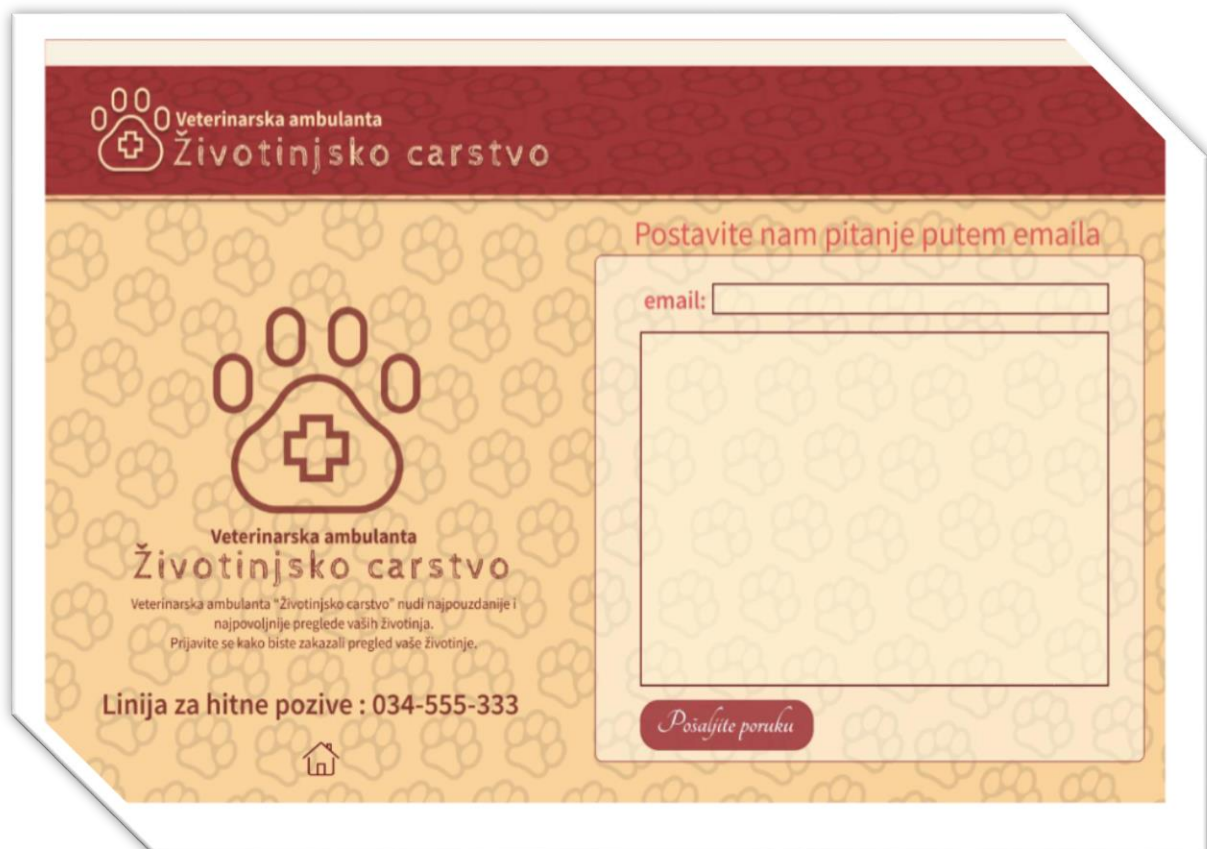 Veterinarska ambulanta
Životinjsko carstvo
Postavite nam pitanje putem emaila
email:
Veterinarska ambulanta
Životinjsko carstvo
Veterinarska ambulanta "Životinjsko carstvo" nudi najpouzdanije i
najpovoljnije preglede vaših životinja.
Prijavite se kako biste zakazali pregled vaše životinje.
Linija za hitne pozive : 034-555-333
Pošaljite poruku